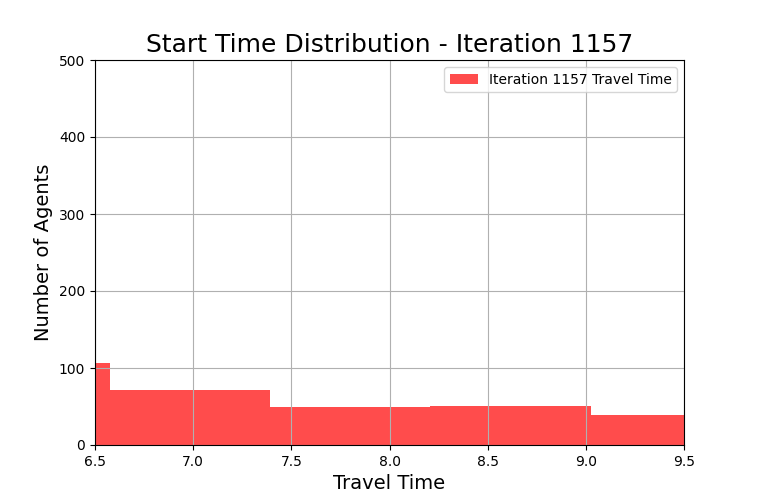 Start Time Distribution - Iteration 1157
Iteration 1157 Travel Time
Number of Agents
500
400
300
200
100
0
6.5 7.0 7.5 8.0 8.5 9.0 9.5
Travel Time